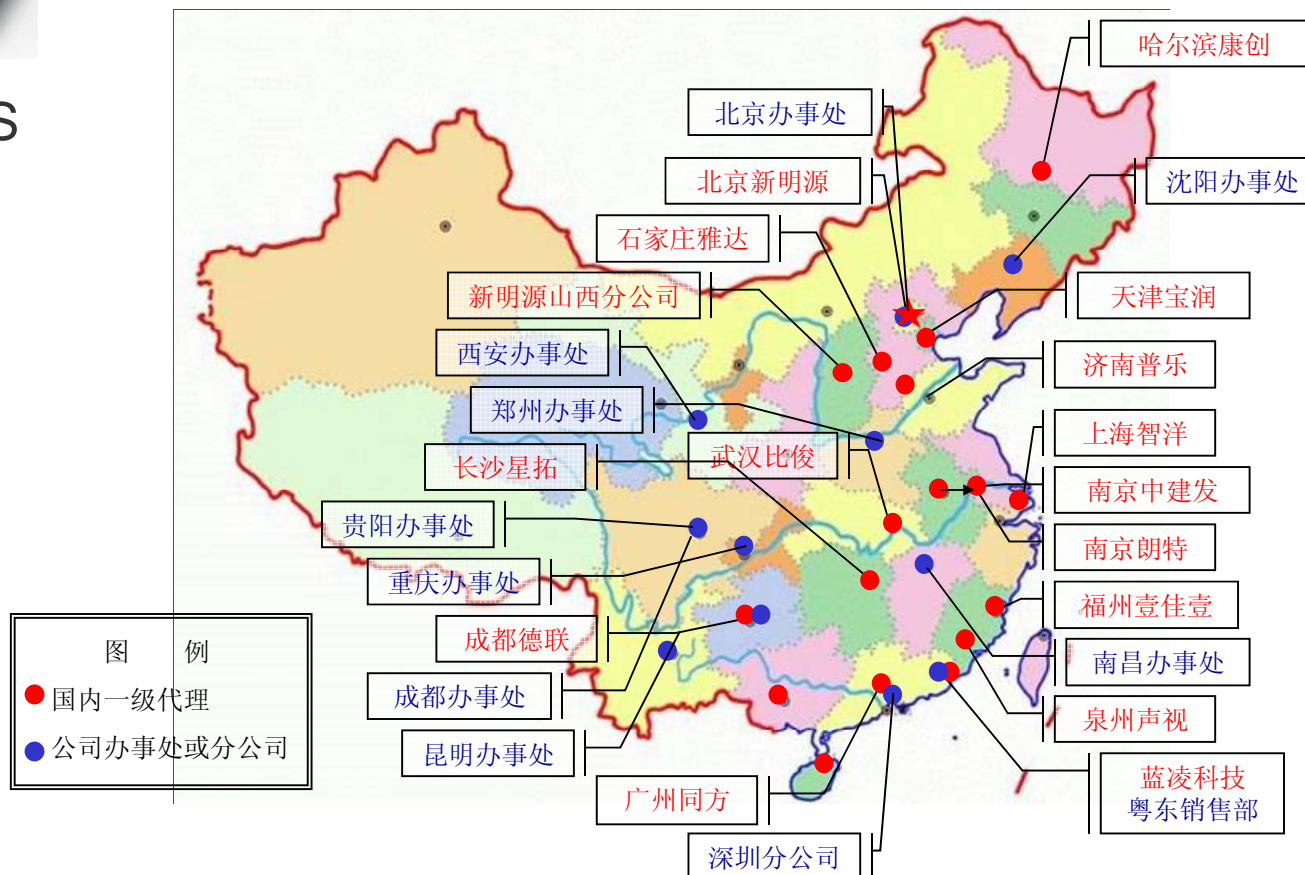 哈尔滨康创
S
北京办事处
北京新明源
沈阳办事处
石家庄雅达
新明源山西分公司
天津宝润
西安办事处
济南普乐
郑州办事处
上海智洋
武汉比俊
长沙星拓
南京中建发
贵阳办事处
南京朗特
重庆办事处
福州壹佳壹
成都德联
南昌办事处
图 例
国内一级代理
公司办事处或分公司
成都办事处
泉州声视
昆明办事处
蓝凌科技
粤东销售部
广州同方
深圳分公司